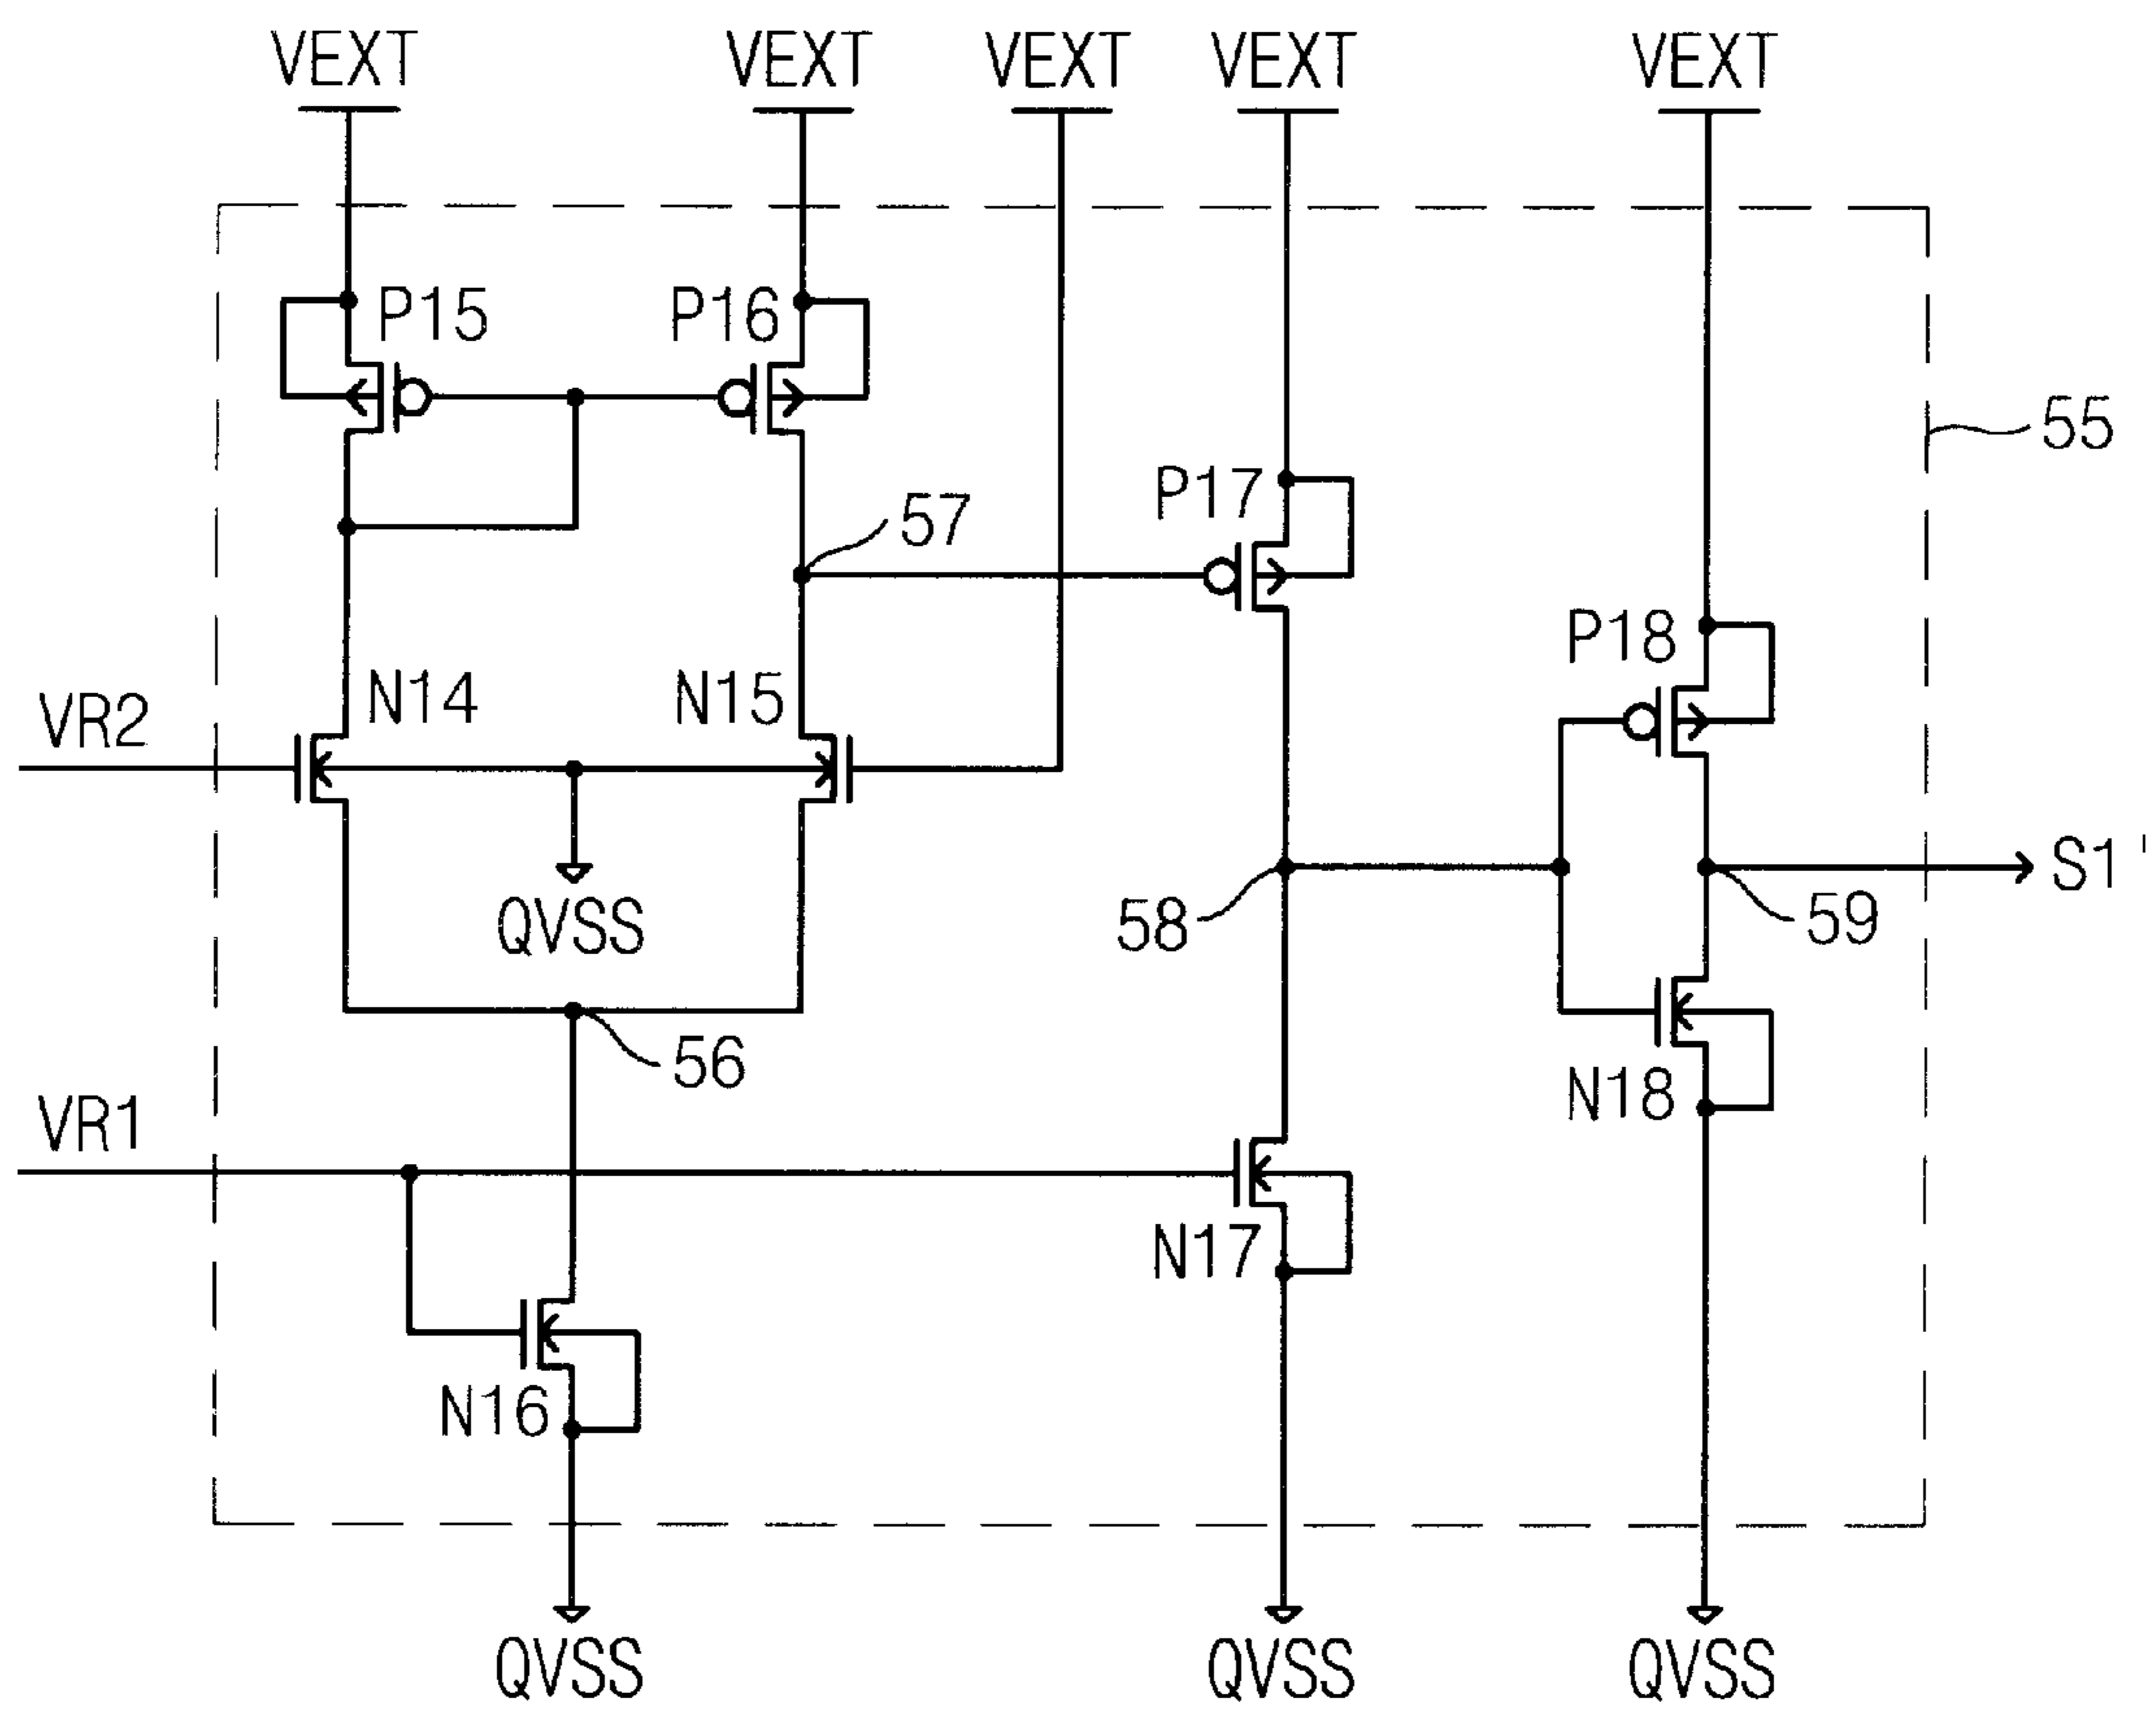 VEXT VEXT VEXT VEXT VEXT
P15 P16
55
P17
57
P18
N14 N15
VR2
S1'
QVSS
58 59
56
N18
VR1
N17
N16
QVSS QVSS QVSS